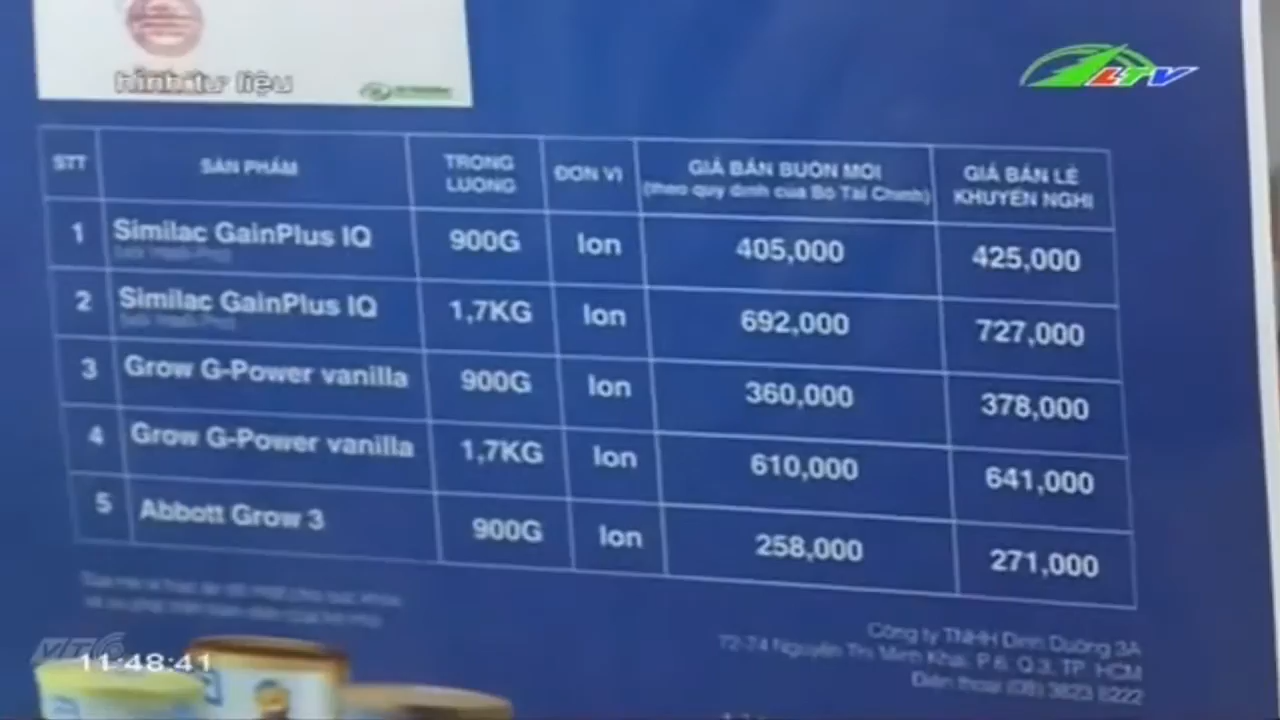 hình tư liệu
LTV
STT
SẢN PHẨM
TRỌNG
LƯỢNG
ĐƠN VỊ
GIÁ BÁN BUÔN MỚI
(theo quy định của Bộ Tài Chính)
GIÁ BÁN LẺ
KHUYẾN NGHỊ
1 Similac GainPlus IQ 900G lon 405,000 425,000
2 Similac GainPlus IQ 1,7KG lon 692,000 727,000
3 Grow G-Power vanilla 900G lon 360,000 378,000
4 Grow G-Power vanilla 1,7KG lon 610,000 641,000
5 Abbott Grow 3 900G lon 258,000 271,000
Công ty TNHH Dinh Dưỡng 3A
72-74 Nguyễn Thị Minh Khai, P.6, Q.3, TP. HCM
Điện thoại (08) 3823 8222
11:48:41